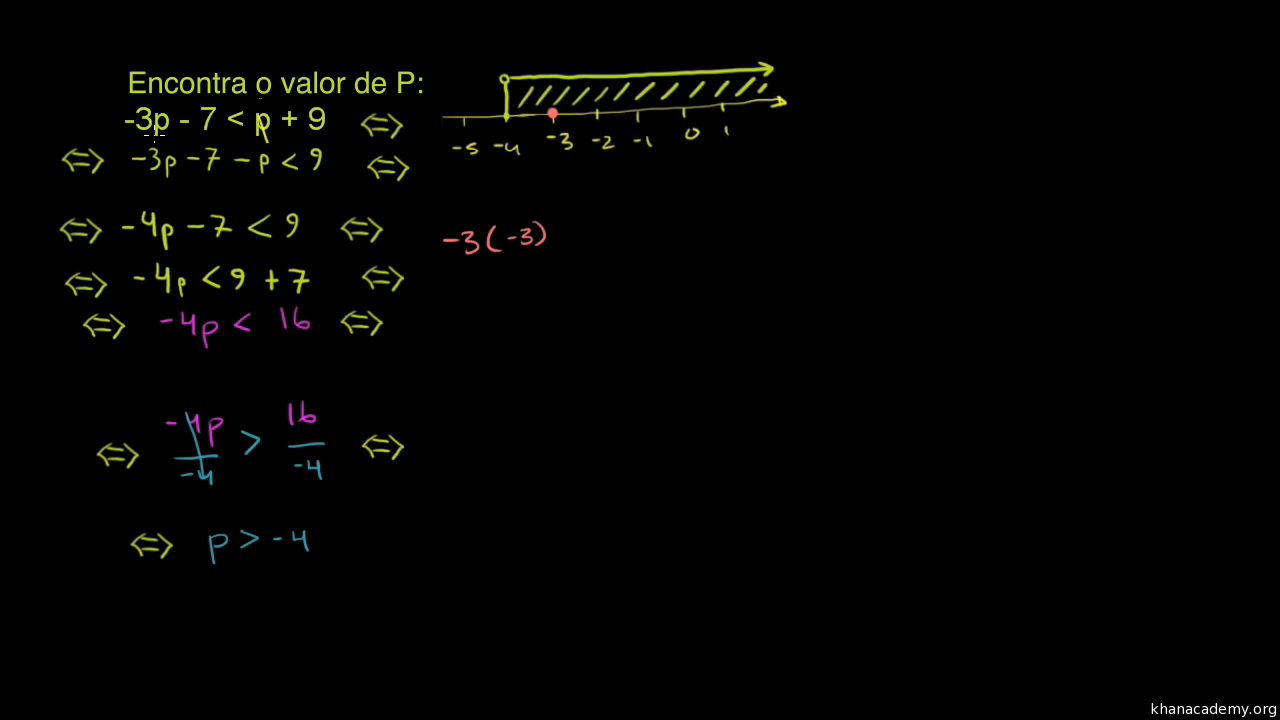 Encontra o valor de P:
-3p - 7 < p + 9 ⇔
⇔ -3p - 7 - p < 9 ⇔
⇔ -4p - 7 < 9 ⇔
⇔ -4p < 9 + 7 ⇔
⇔ -4p < 16 ⇔
⇔ -4p/-4 > 16/-4 ⇔
⇔ p > -4
-5 -4 -3 -2 -1 0 1
-3(-3)
khanacademy.org